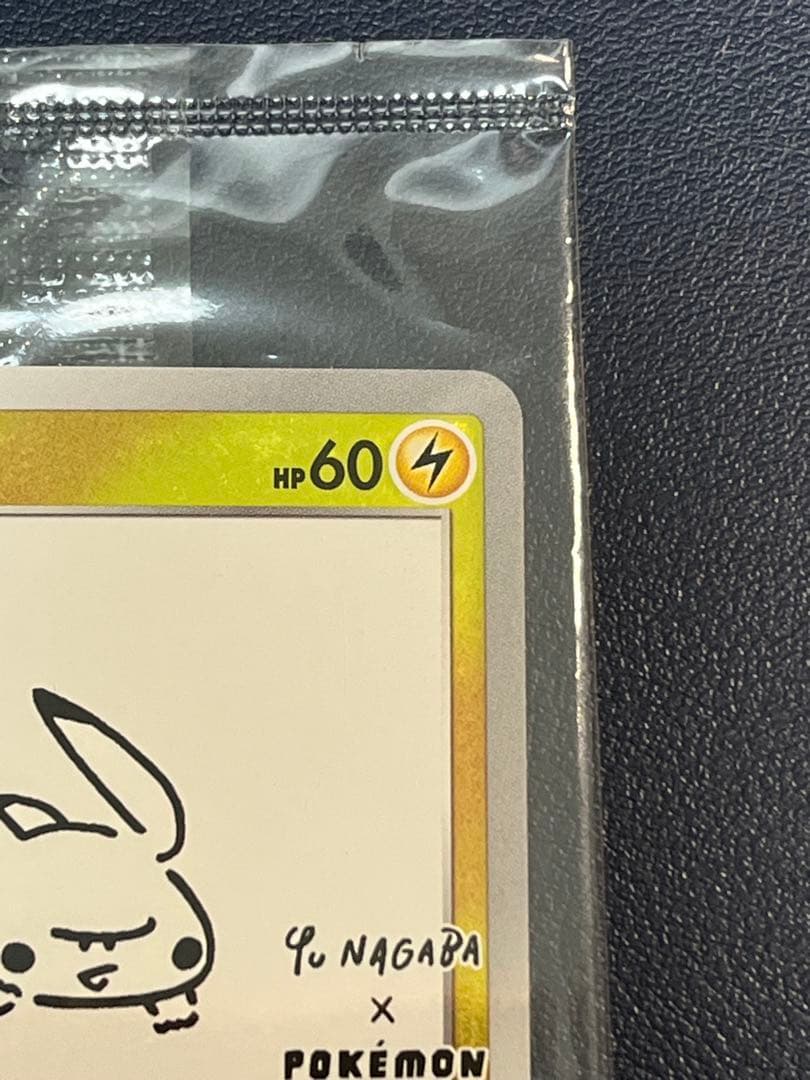 HP60
Yu NAGABA
×
POKÉMON